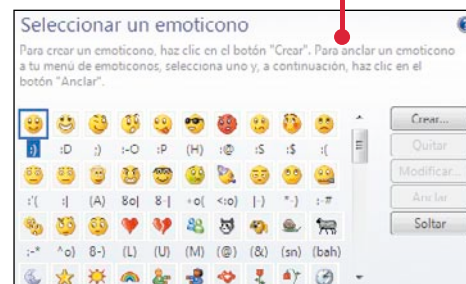 Seleccionar un emoticono
Para crear un emoticono, haz clic en el botón "Crear". Para anclar un emoticono
a tu menú de emoticonos, selecciona uno y, a continuación, haz clic en el
botón "Anclar".
:) :D ;) :-O :P (H) :@ :S :$ :(
Crear...
Quitar
:'( :| (A) 8o| 8-| +o( <:o) |-) *-) :-#
Modificar...
Anclar
Soltar
:-* ^o) 8-) (L) (U) (M) (@) (&) (sn) (bah)